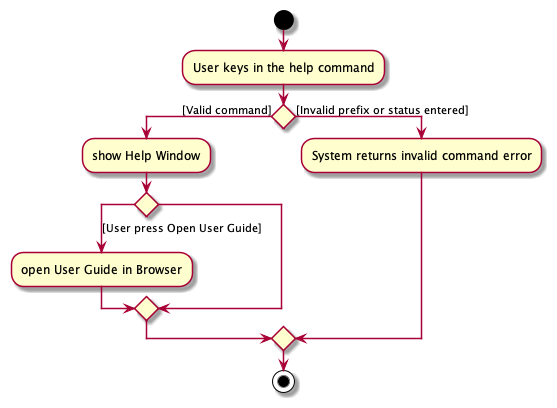 User keys in the help command
[Valid command]
[Invalid prefix or status entered]
show Help Window
System returns invalid command error
[User press Open User Guide]
open User Guide in Browser